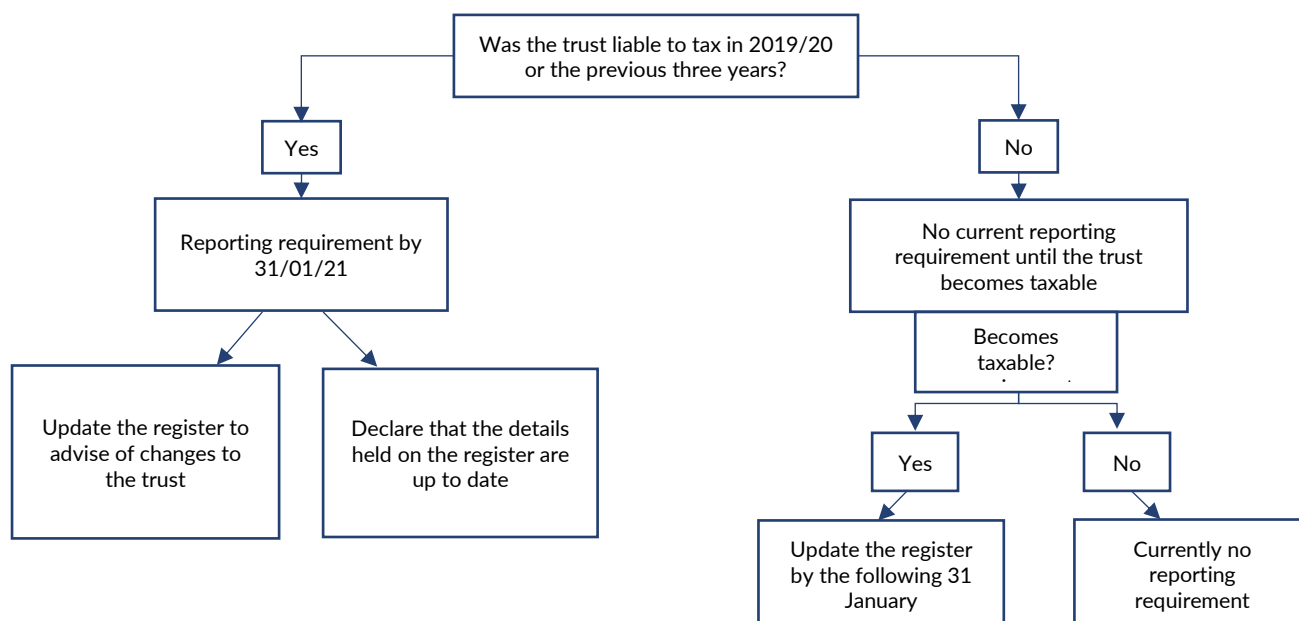 Was the trust liable to tax in 2019/20
or the previous three years?
Yes
No
Reporting requirement by
31/01/21
No current reporting
requirement until the trust
becomes taxable
Becomes
taxable?
Update the register to
advise of changes to
the trust
Declare that the details
held on the register are
up to date
Yes
No
Update the register
by the following 31
January
Currently no
reporting
requirement